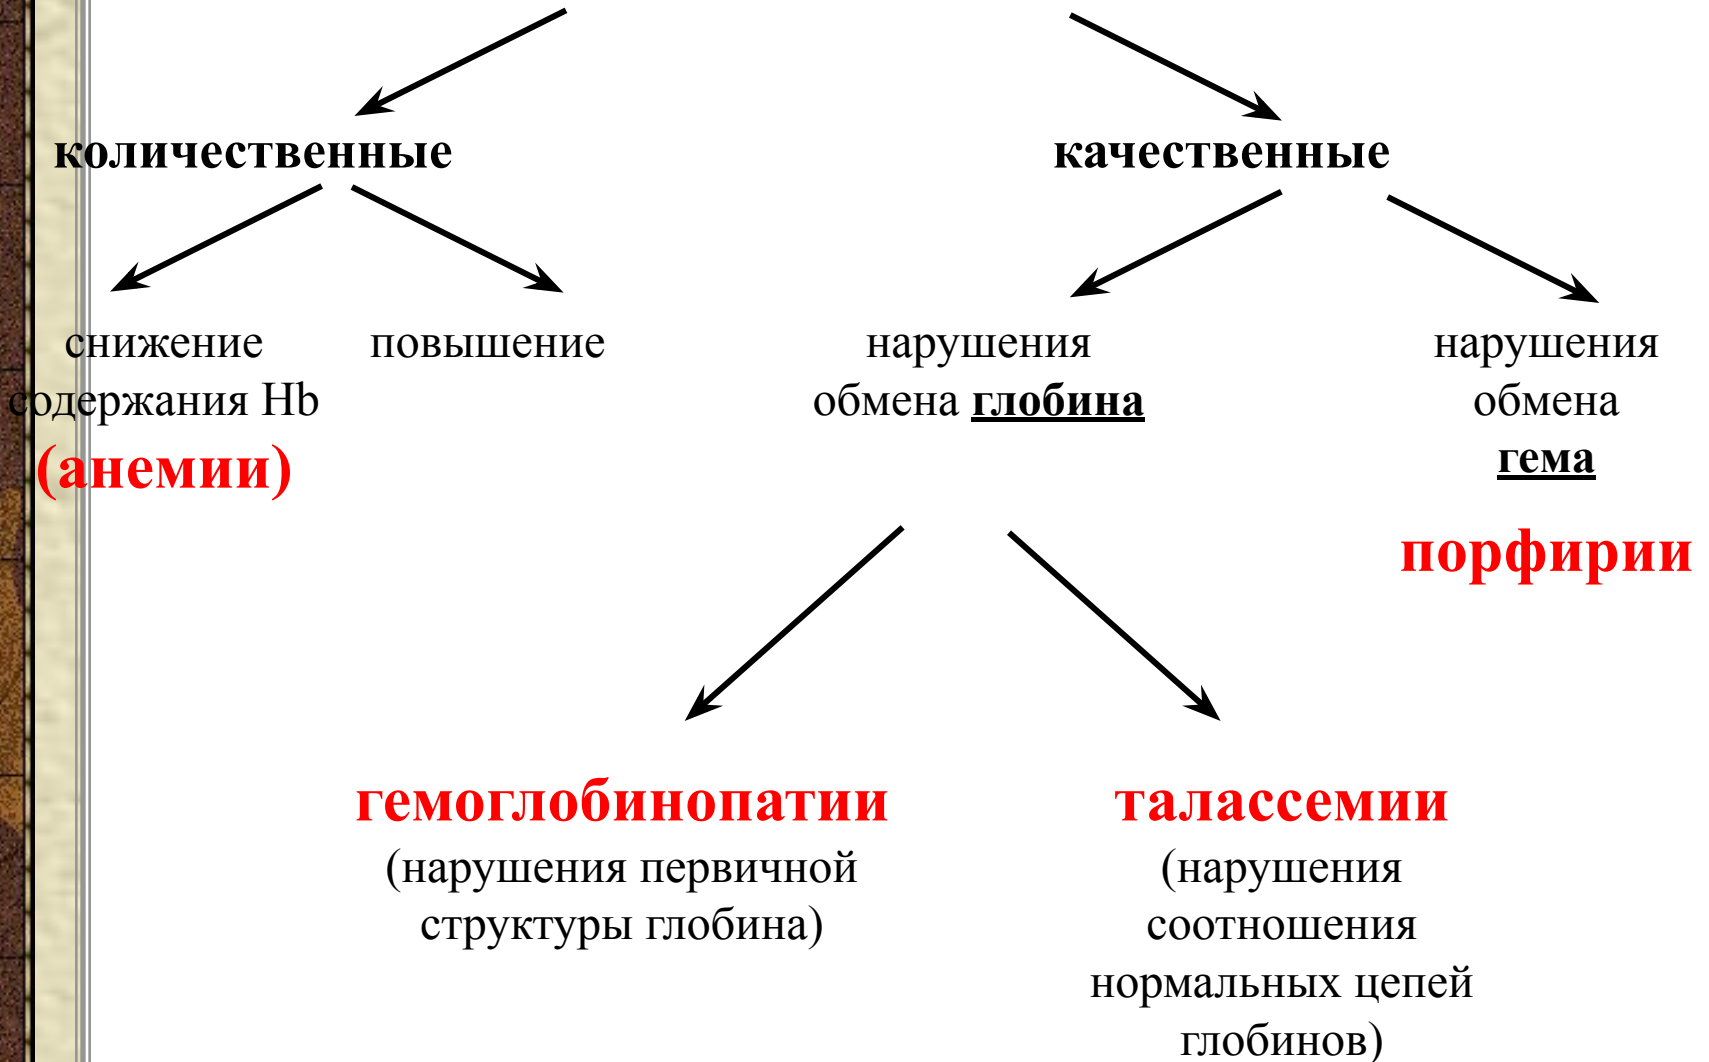 количественные
качественные
снижение
содержания Hb
(анемии)
повышение
нарушения
обмена глобина
нарушения
обмена
гема
порфирии
гемоглобинопатии
(нарушения первичной
структуры глобина)
талассемии
(нарушения
соотношения
нормальных цепей
глобинов)